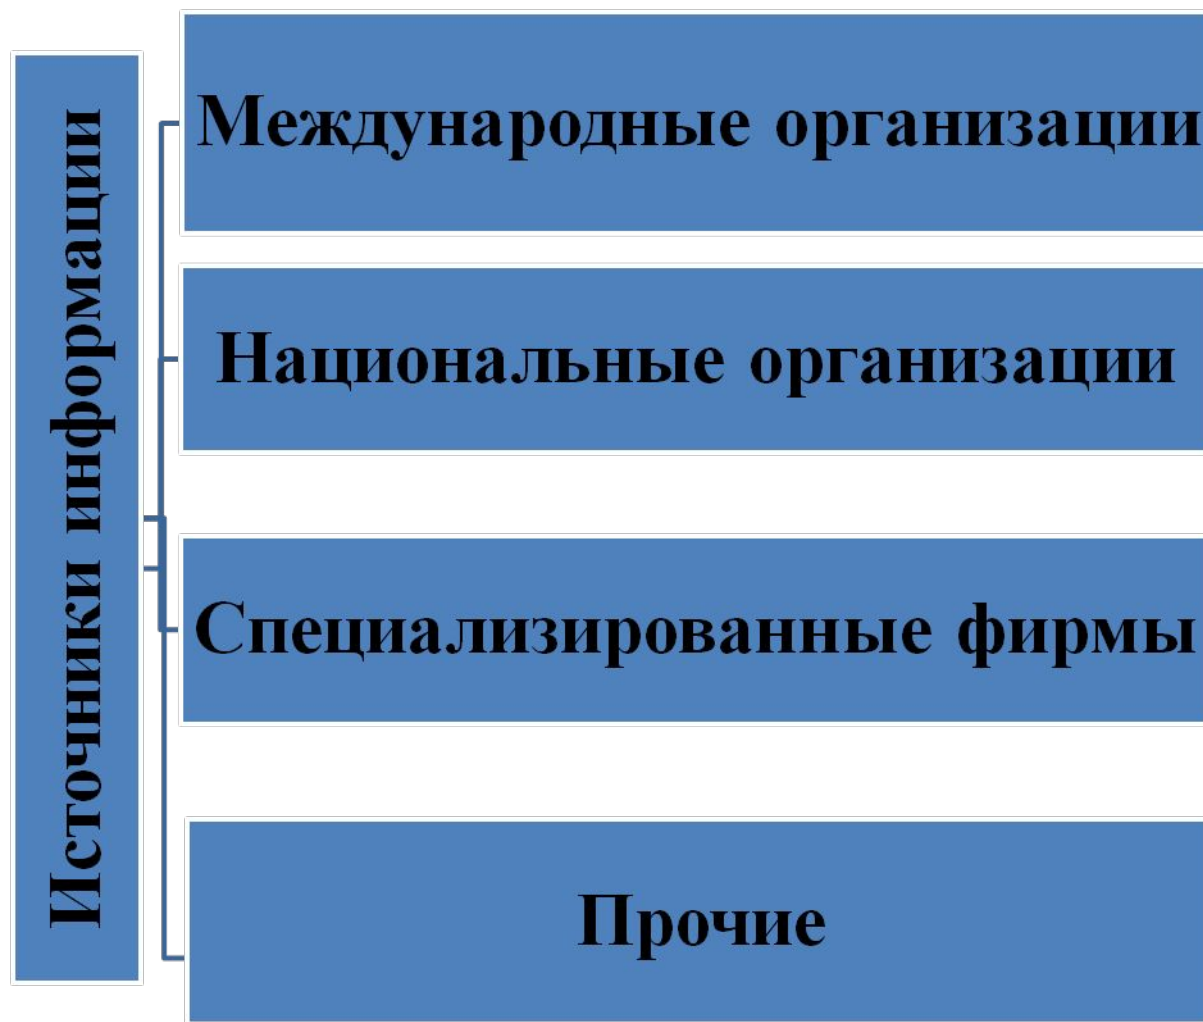 Источники информации
Международные организации
Национальные организации
Специализированные фирмы
Прочие